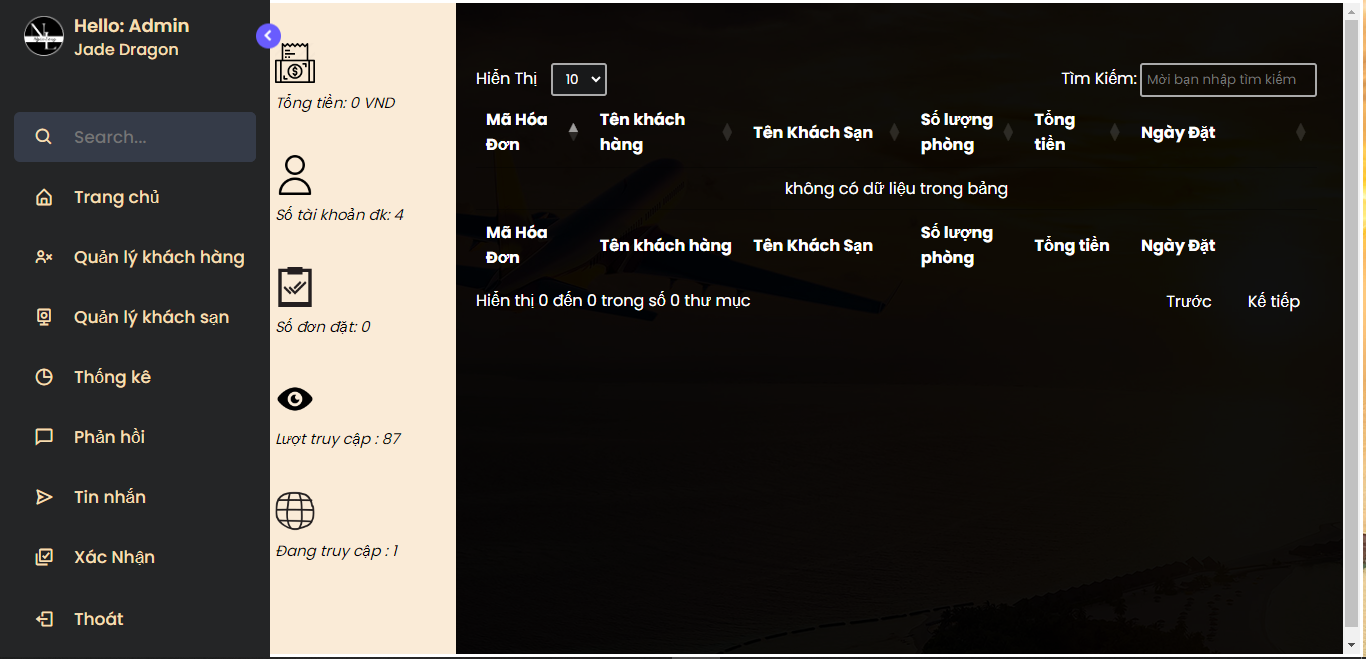 Hello: Admin
Jade Dragon
Search...
Trang chủ
Quản lý khách hàng
Quản lý khách sạn
Thống kê
Phản hồi
Tin nhắn
Xác Nhận
Thoát
Tổng tiền: 0 VND
Số tài khoản đk: 4
Số đơn đặt: 0
Lượt truy cập : 87
Đang truy cập : 1
Hiển Thị 10
Tìm Kiếm: Mời bạn nhập tìm kiếm
Mã Hóa
Đơn
Tên khách
hàng
Tên Khách Sạn
Số lượng
phòng
Tổng
tiền
Ngày Đặt
không có dữ liệu trong bảng
Mã Hóa
Đơn
Tên khách hàng
Tên Khách Sạn
Số lượng
phòng
Tổng tiền
Ngày Đặt
Hiển thị 0 đến 0 trong số 0 thư mục
Trước Kế tiếp